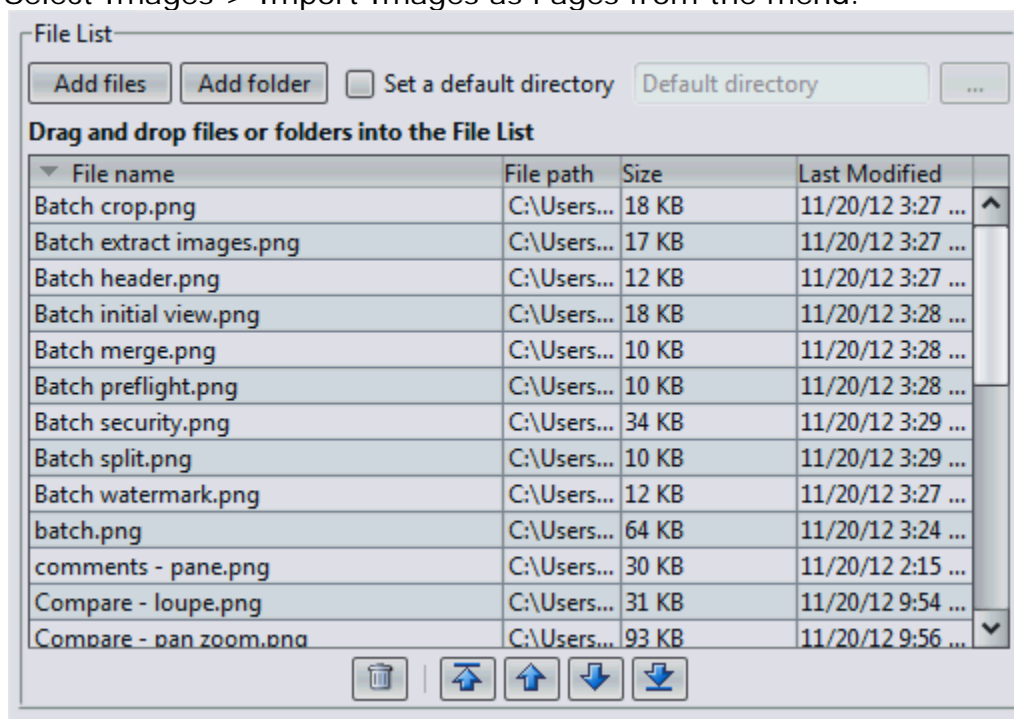 Select Images > Import Images as Pages from the menu.
File List
Add files Add folder Set a default directory Default directory ...
Drag and drop files or folders into the File List
File name File path Size Last Modified
Batch crop.png C:\Users... 18 KB 11/20/12 3:27 ...
Batch extract images.png C:\Users... 17 KB 11/20/12 3:27 ...
Batch header.png C:\Users... 12 KB 11/20/12 3:27 ...
Batch initial view.png C:\Users... 18 KB 11/20/12 3:28 ...
Batch merge.png C:\Users... 10 KB 11/20/12 3:28 ...
Batch preflight.png C:\Users... 10 KB 11/20/12 3:28 ...
Batch security.png C:\Users... 34 KB 11/20/12 3:29 ...
Batch split.png C:\Users... 10 KB 11/20/12 3:29 ...
Batch watermark.png C:\Users... 12 KB 11/20/12 3:27 ...
batch.png C:\Users... 64 KB 11/20/12 3:24 ...
comments - pane.png C:\Users... 30 KB 11/20/12 2:15 ...
Compare - loupe.png C:\Users... 31 KB 11/20/12 9:54 ...
Compare - pan zoom.png C:\Users... 93 KB 11/20/12 9:56 ...